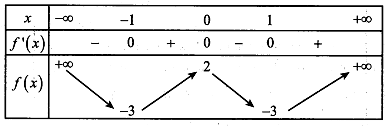 x −∞ −1 0 1 +∞
f'(x) − 0 + 0 − 0 +
+∞ 2 +∞
f(x)
−3 −3